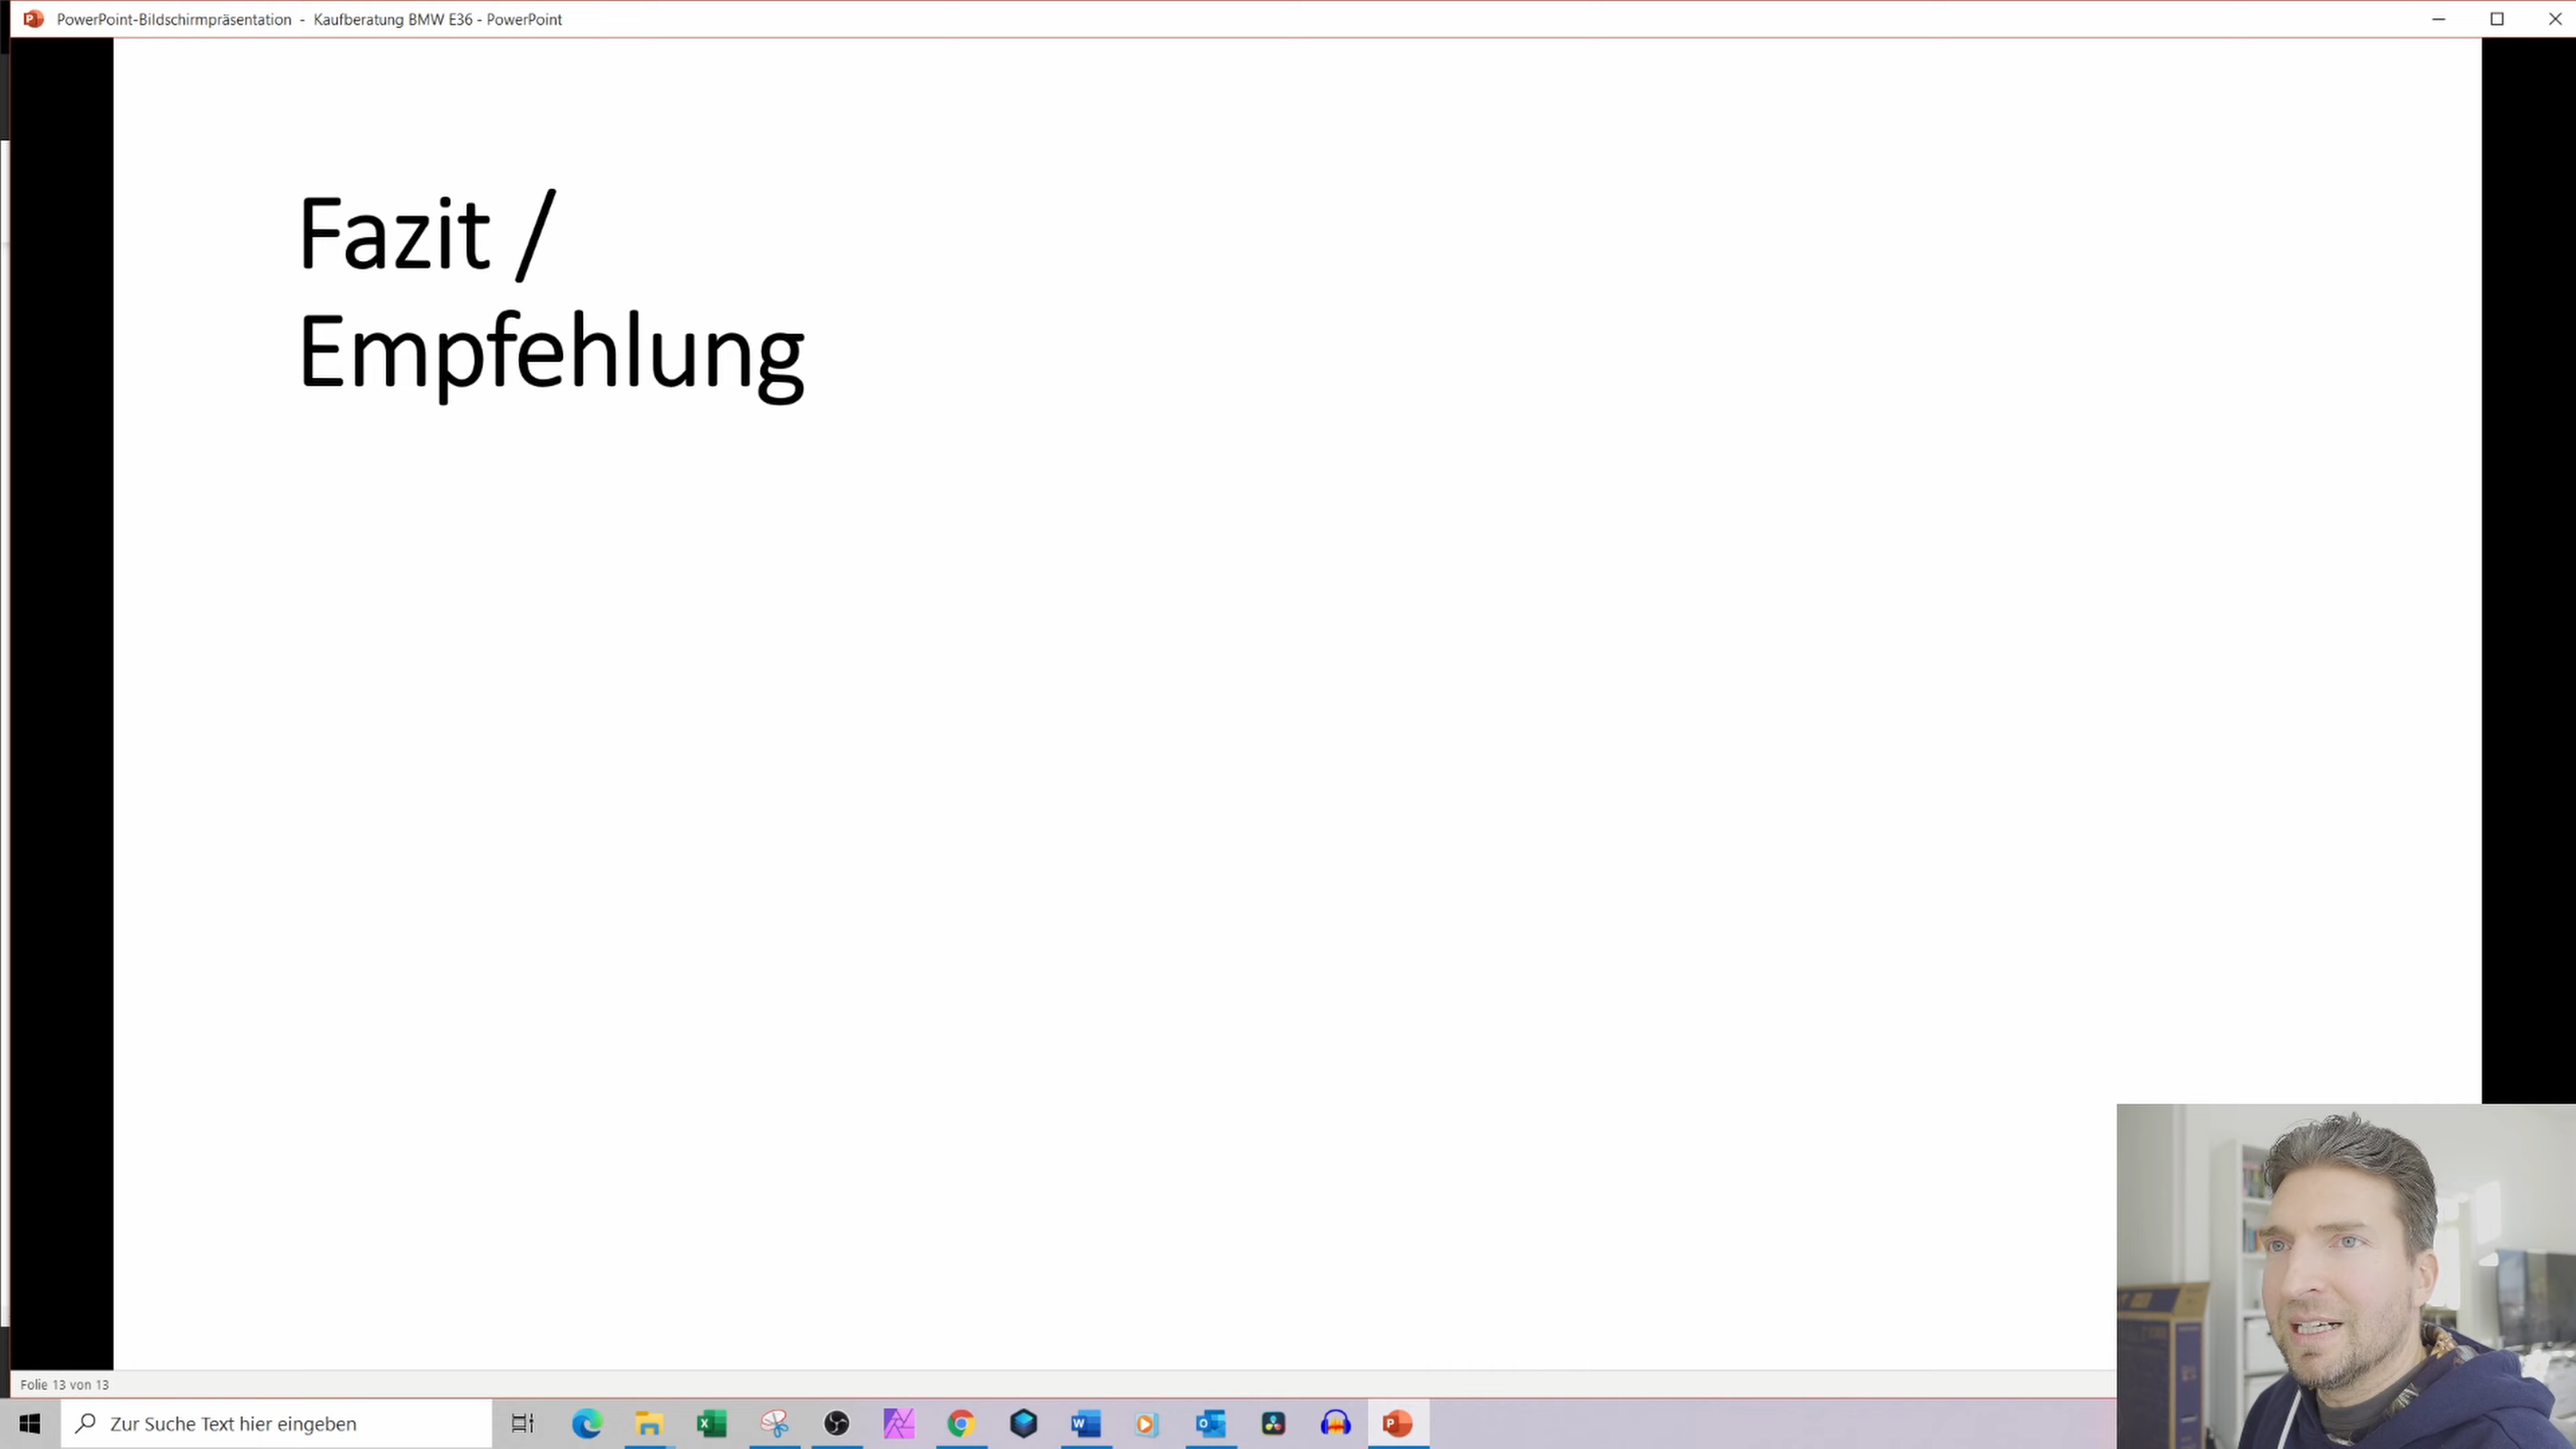 PowerPoint-Bildschirmpräsentation - Kaufberatung BMW E36 - PowerPoint
Fazit /
Empfehlung
Folie 13 von 13
Zur Suche Text hier eingeben